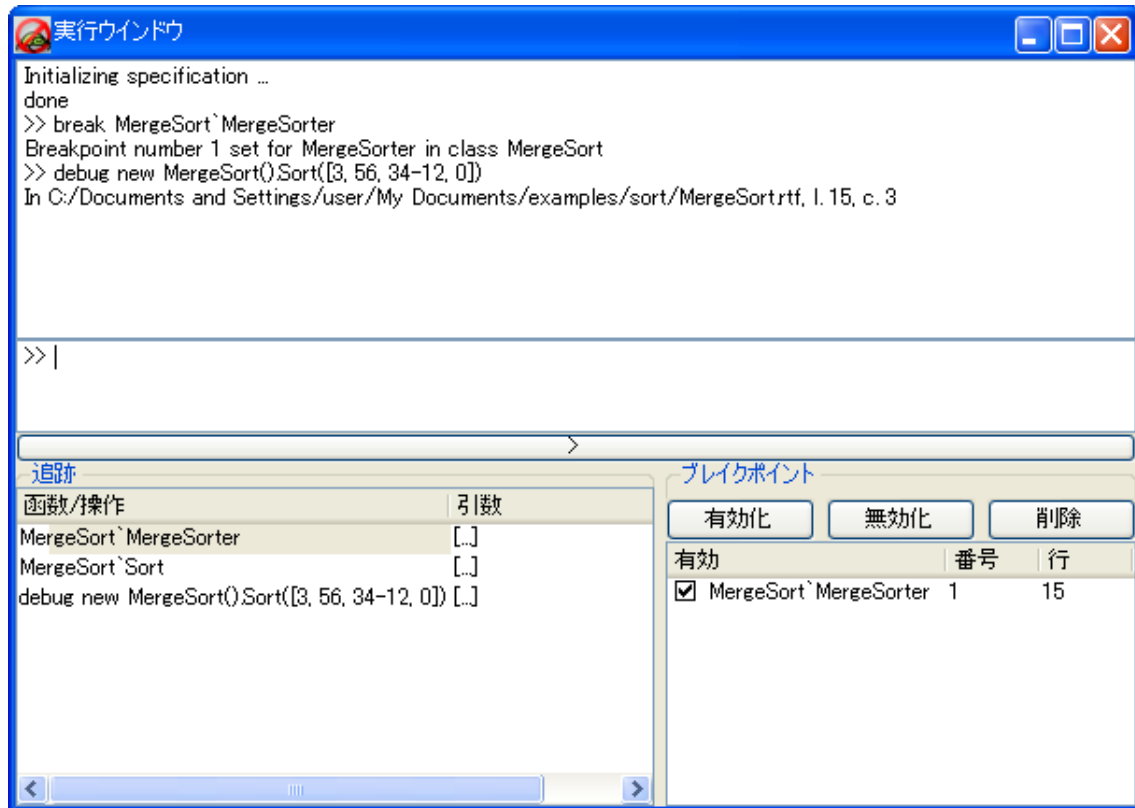 実行ウインドウ
Initializing specification ...
done
>> break MergeSort`MergeSorter
Breakpoint number 1 set for MergeSorter in class MergeSort
>> debug new MergeSort().Sort([3, 56, 34-12, 0])
In C:/Documents and Settings/user/My Documents/examples/sort/MergeSort.rtf, l. 15, c. 3
>>
>
追跡
函数/操作 引数
MergeSort`MergeSorter [...]
MergeSort`Sort [...]
debug new MergeSort().Sort([3, 56, 34-12, 0]) [...]
ブレイクポイント
有効化 無効化 削除
有効 番号 行
MergeSort`MergeSorter 1 15